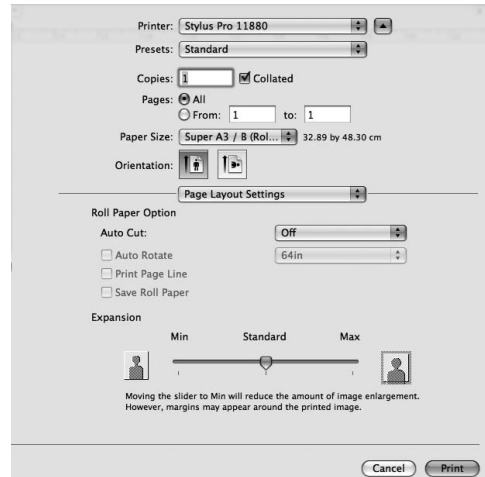 Printer: Stylus Pro 11880
Presets: Standard
Copies: 1 Collated
Pages: All
From: 1 to: 1
Paper Size: Super A3 / B (Rol... 32.89 by 48.30 cm
Orientation:
Page Layout Settings
Roll Paper Option
Auto Cut: Off
Auto Rotate 64in
Print Page Line
Save Roll Paper
Expansion
Min Standard Max
Moving the slider to Min will reduce the amount of image enlargement.
However, margins may appear around the printed image.
Cancel Print